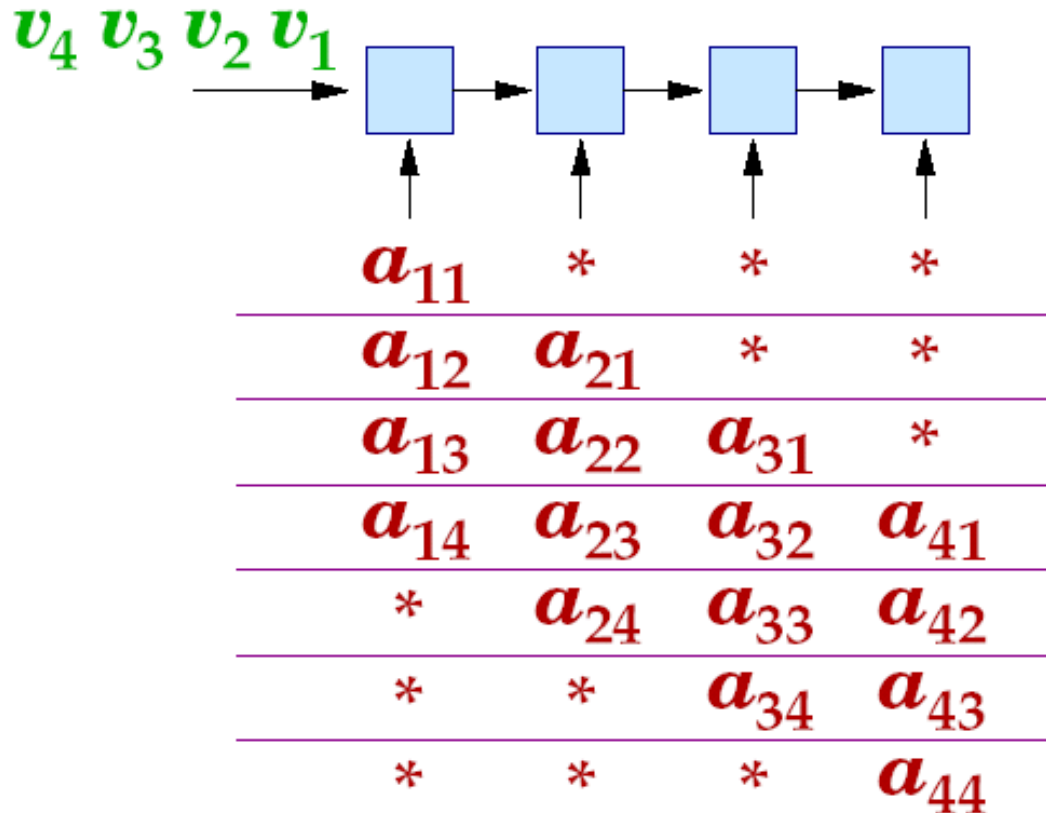 v₄ v₃ v₂ v₁
a₁₁ * * *
a₁₂ a₂₁ * *
a₁₃ a₂₂ a₃₁ *
a₁₄ a₂₃ a₃₂ a₄₁
* a₂₄ a₃₃ a₄₂
* * a₃₄ a₄₃
* * * a₄₄